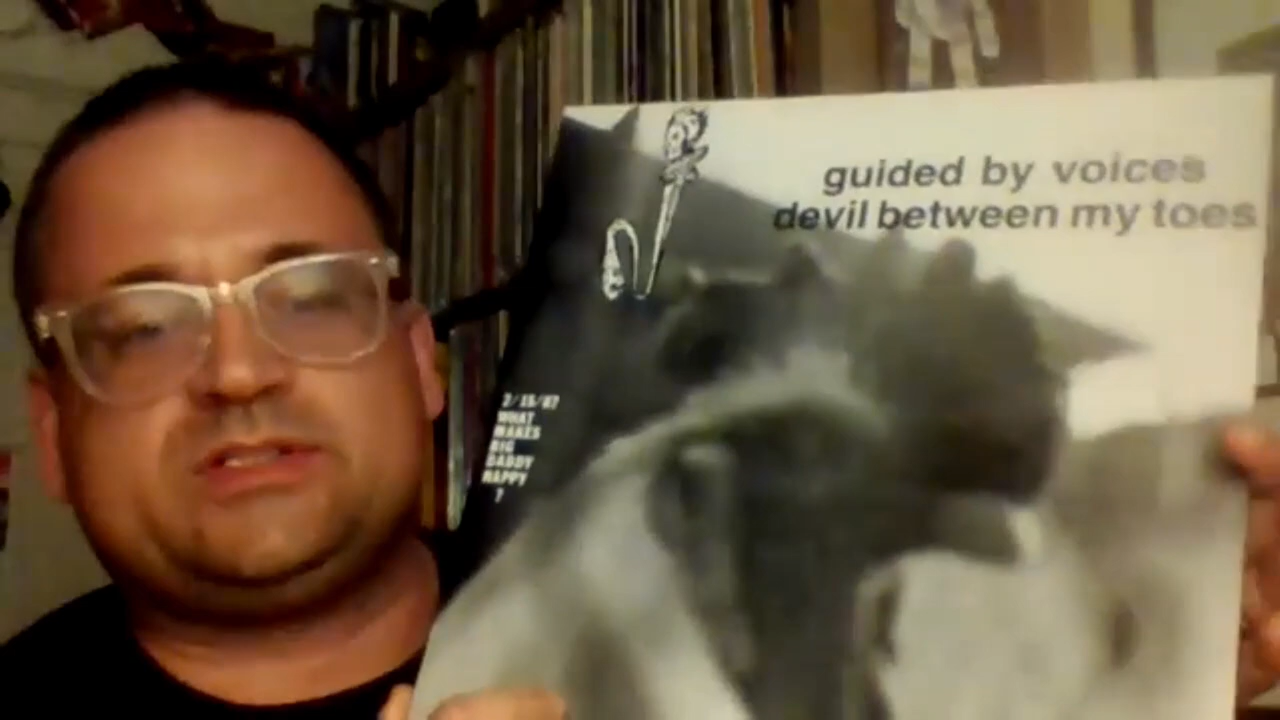 guided by voices
devil between my toes
2/15/87
WHAT
MAKES
BIG
DADDY
HAPPY
?